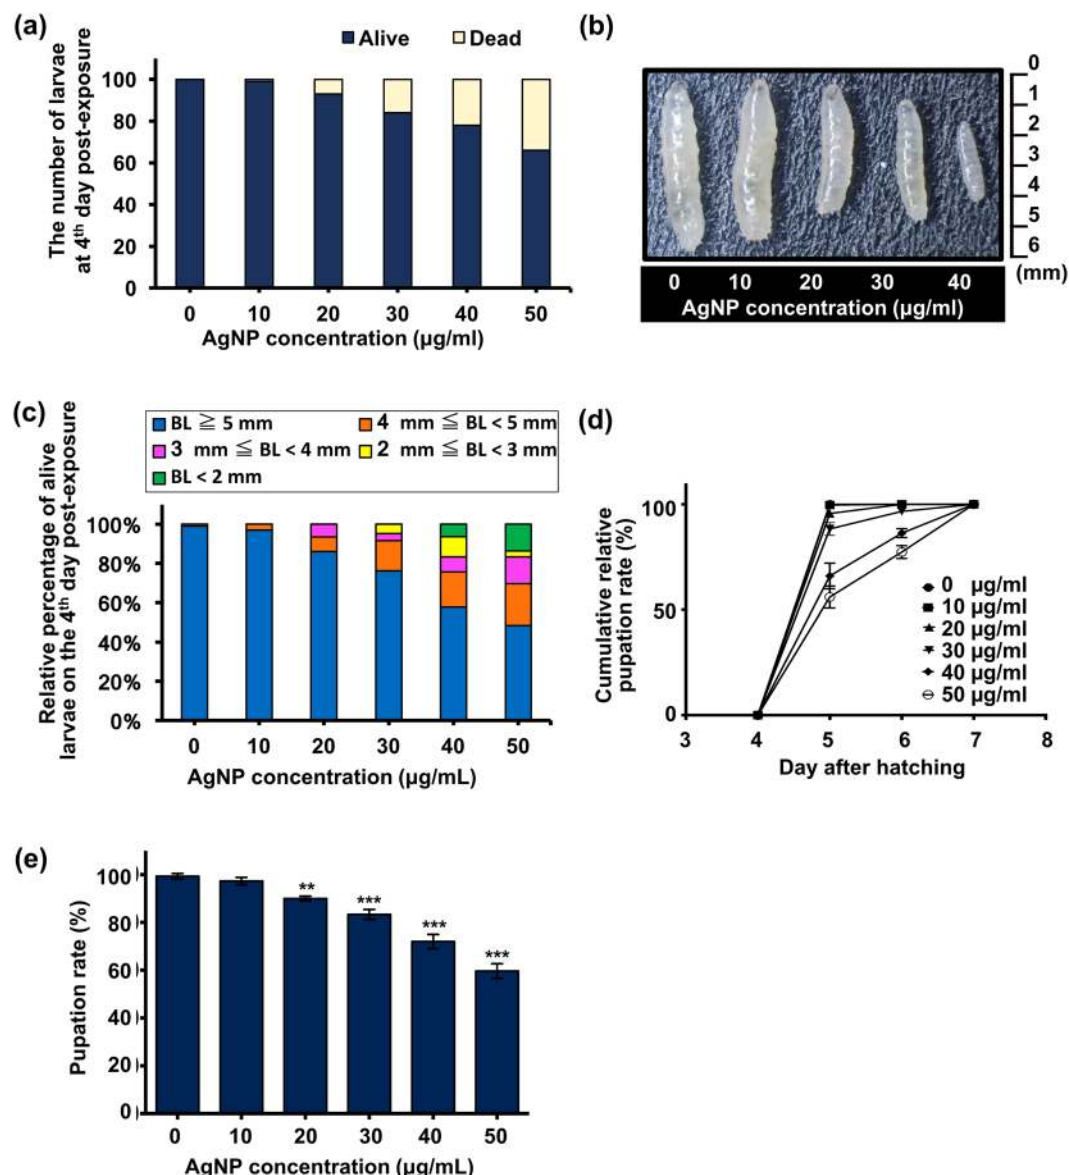 (a)
Alive Dead
The number of larvae
at 4th day post-exposure
100
80
60
40
20
0
0 10 20 30 40 50
AgNP concentration (µg/ml)
(b)
0
1
2
3
4
5
6
(mm)
0 10 20 30 40
AgNP concentration (µg/ml)
(c)
BL ≧ 5 mm 4 mm ≦ BL < 5 mm
3 mm ≦ BL < 4 mm 2 mm ≦ BL < 3 mm
BL < 2 mm
Relative percentage of alive
larvae on the 4th day post-exposure
100%
80%
60%
40%
20%
0%
0 10 20 30 40 50
AgNP concentration (µg/mL)
(d)
Cumulative relative
pupation rate (%)
100
50
0
0 µg/ml
10 µg/ml
20 µg/ml
30 µg/ml
40 µg/ml
50 µg/ml
3 4 5 6 7 8
Day after hatching
(e)
Pupation rate (%)
100
80
60
40
20
0
** *** *** ***
0 10 20 30 40 50
AgNP concentration (µg/mL)